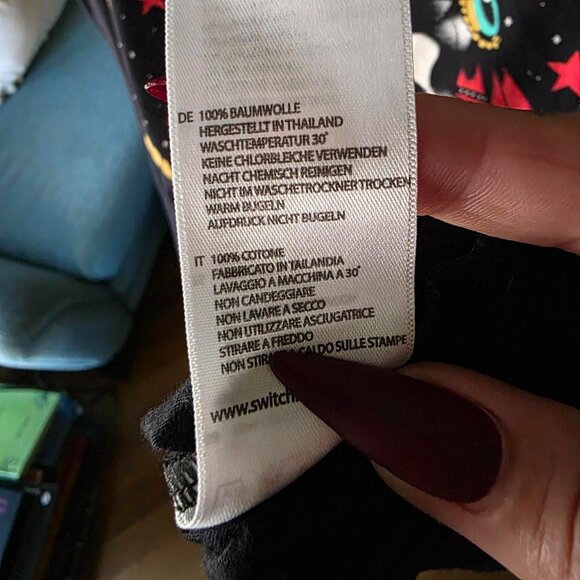 DE 100% BAUMWOLLE
HERGESTELLT IN THAILAND
WASCHTEMPERATUR 30°
KEINE CHLORBLEICHE VERWENDEN
NACHT CHEMISCH REINIGEN
NICHT IM WASCHETROCKNER TROCKEN
WARM BUGELN
AUFDRUCK NICHT BUGELN
IT 100% COTONE
FABBRICATO IN TAILANDIA
LAVAGGIO A MACCHINA A 30°
NON CANDEGGIARE
NON LAVARE A SECCO
NON UTILIZZARE ASCIUGATRICE
STIRARE A FREDDO
NON CALDO SULLE STAMPE